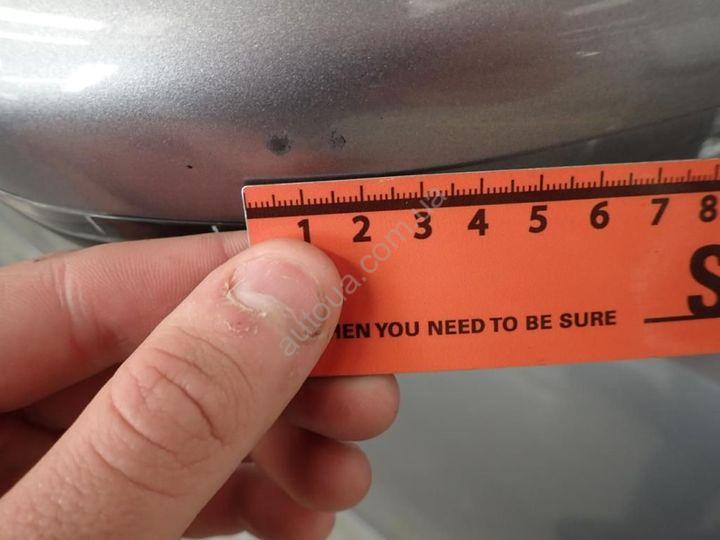 1 2 3 4 5 6 7 8
S
HEN YOU NEED TO BE SURE
autoua.com.ua